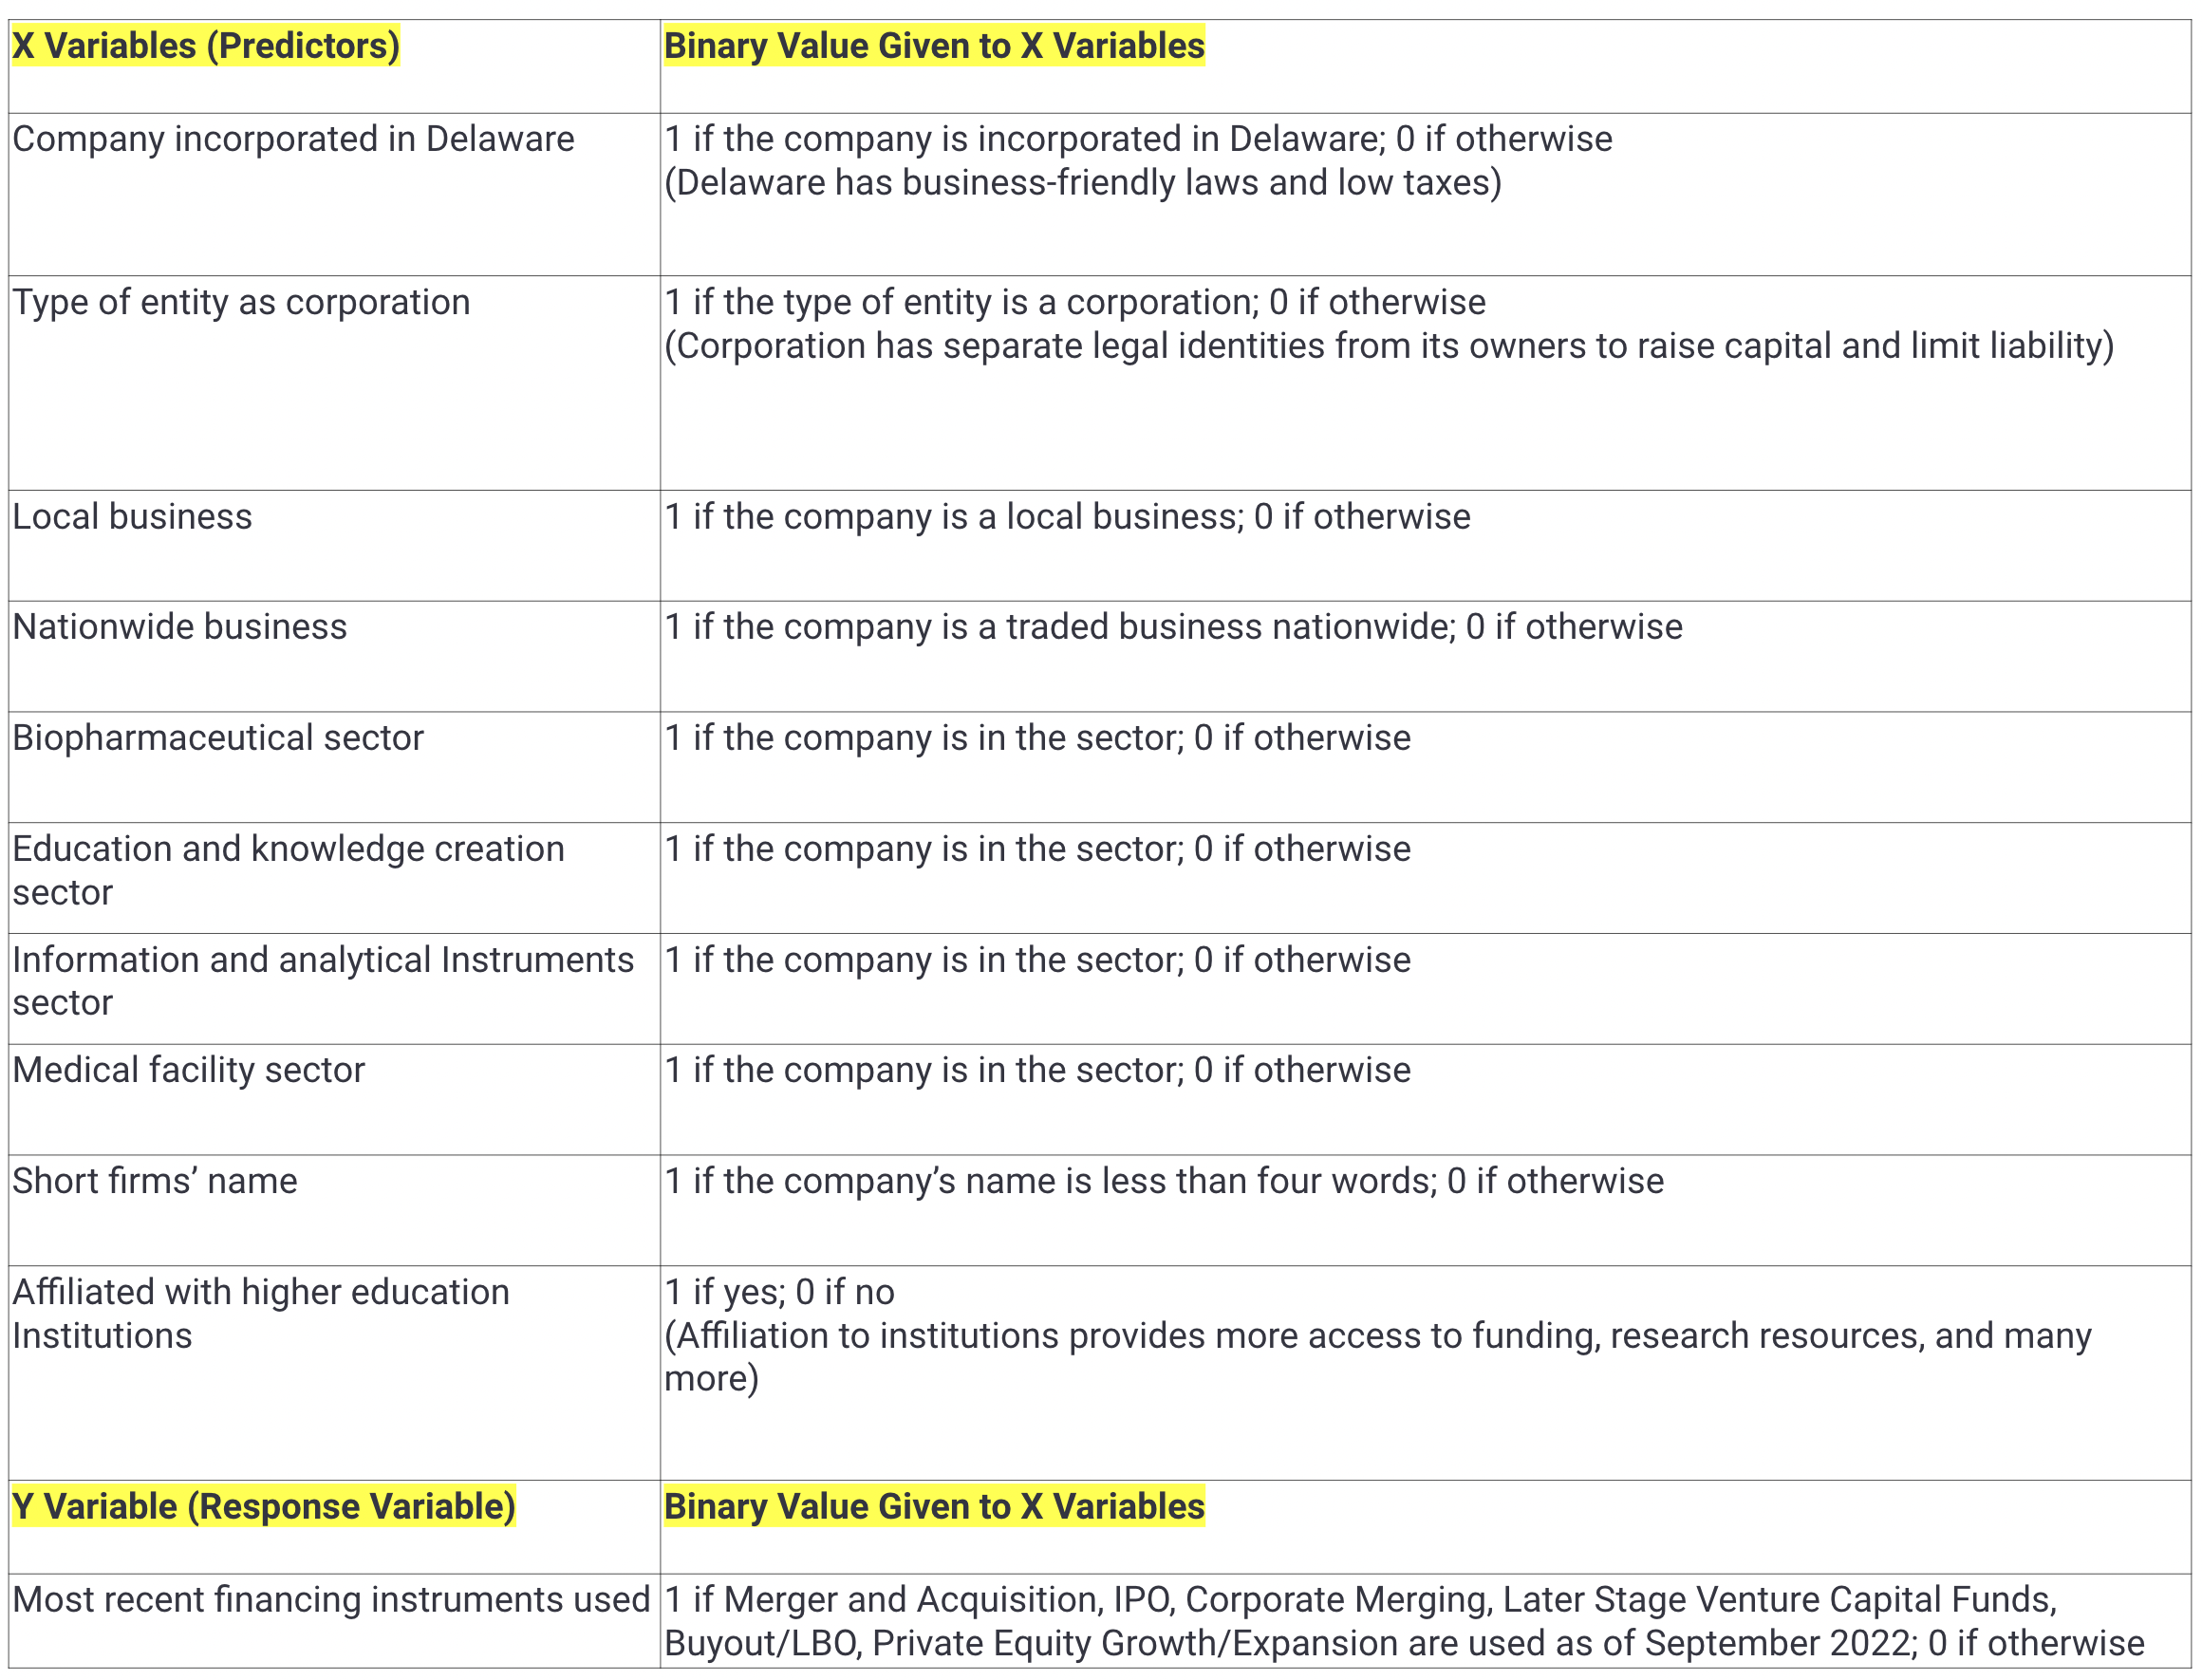 X Variables (Predictors)
Binary Value Given to X Variables
Company incorporated in Delaware
1 if the company is incorporated in Delaware; 0 if otherwise
(Delaware has business-friendly laws and low taxes)
Type of entity as corporation
1 if the type of entity is a corporation; 0 if otherwise
(Corporation has separate legal identities from its owners to raise capital and limit liability)
Local business
1 if the company is a local business; 0 if otherwise
Nationwide business
1 if the company is a traded business nationwide; 0 if otherwise
Biopharmaceutical sector
1 if the company is in the sector; 0 if otherwise
Education and knowledge creation
sector
1 if the company is in the sector; 0 if otherwise
Information and analytical Instruments
sector
1 if the company is in the sector; 0 if otherwise
Medical facility sector
1 if the company is in the sector; 0 if otherwise
Short firms’ name
1 if the company’s name is less than four words; 0 if otherwise
Affiliated with higher education
Institutions
1 if yes; 0 if no
(Affiliation to institutions provides more access to funding, research resources, and many
more)
Y Variable (Response Variable)
Binary Value Given to X Variables
Most recent financing instruments used
1 if Merger and Acquisition, IPO, Corporate Merging, Later Stage Venture Capital Funds,
Buyout/LBO, Private Equity Growth/Expansion are used as of September 2022; 0 if otherwise